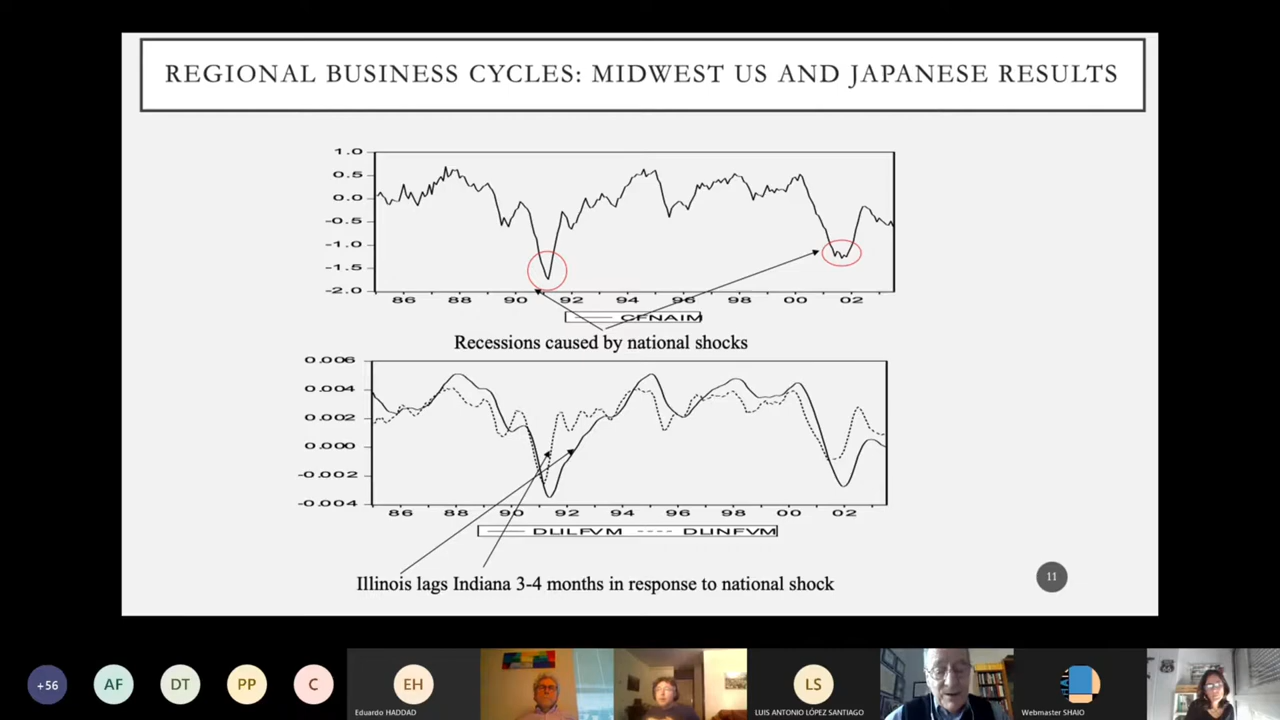 REGIONAL BUSINESS CYCLES: MIDWEST US AND JAPANESE RESULTS
1.0
0.5
0.0
-0.5
-1.0
-1.5
-2.0
86 88 90 92 94 96 98 00 02
CFNAIM
Recessions caused by national shocks
0.006
0.004
0.002
0.000
-0.002
-0.004
86 88 90 92 94 96 98 00 02
DLILFVM DLINFVM
Illinois lags Indiana 3-4 months in response to national shock
11
+56 AF DT PP C EH LS
Eduardo HADDAD LUIS ANTONIO LÓPEZ SANTIAGO Webmaster SHAIO